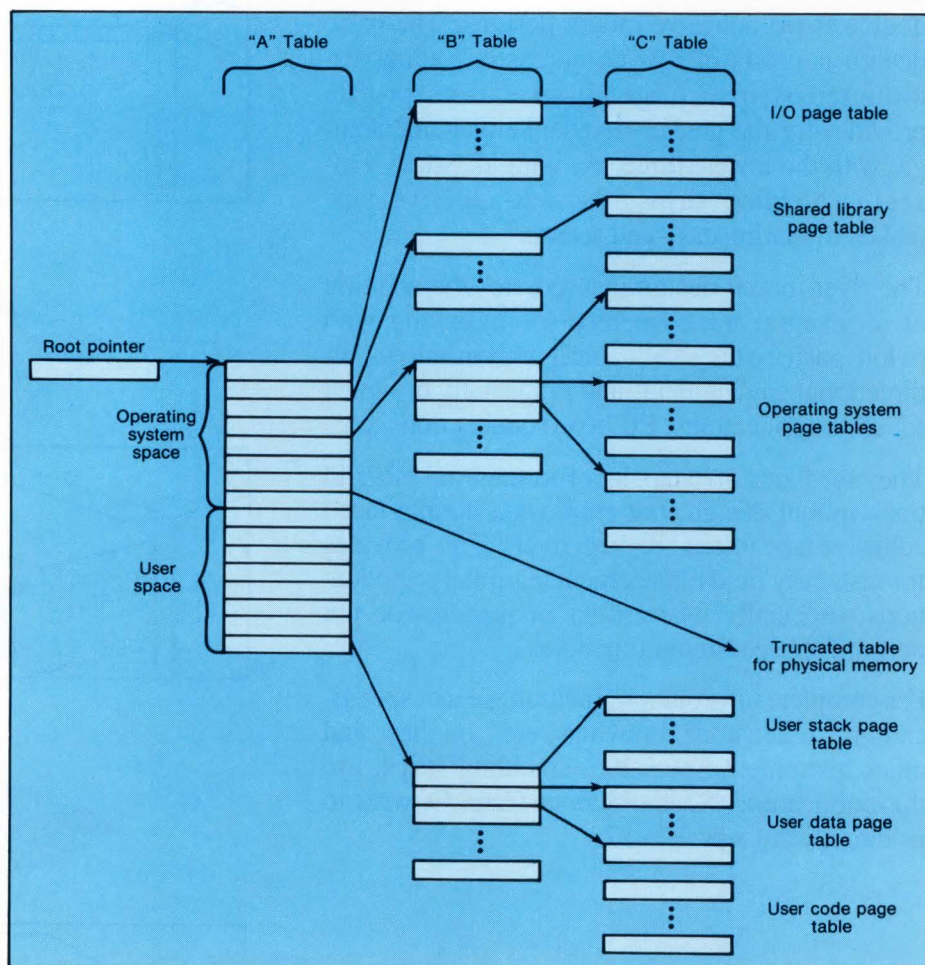 “A” Table
“B” Table
“C” Table
I/O page table
Shared library
page table
Root pointer
Operating
system
space
Operating system
page tables
User
space
Truncated table
for physical memory
User stack page
table
User data page
table
User code page
table